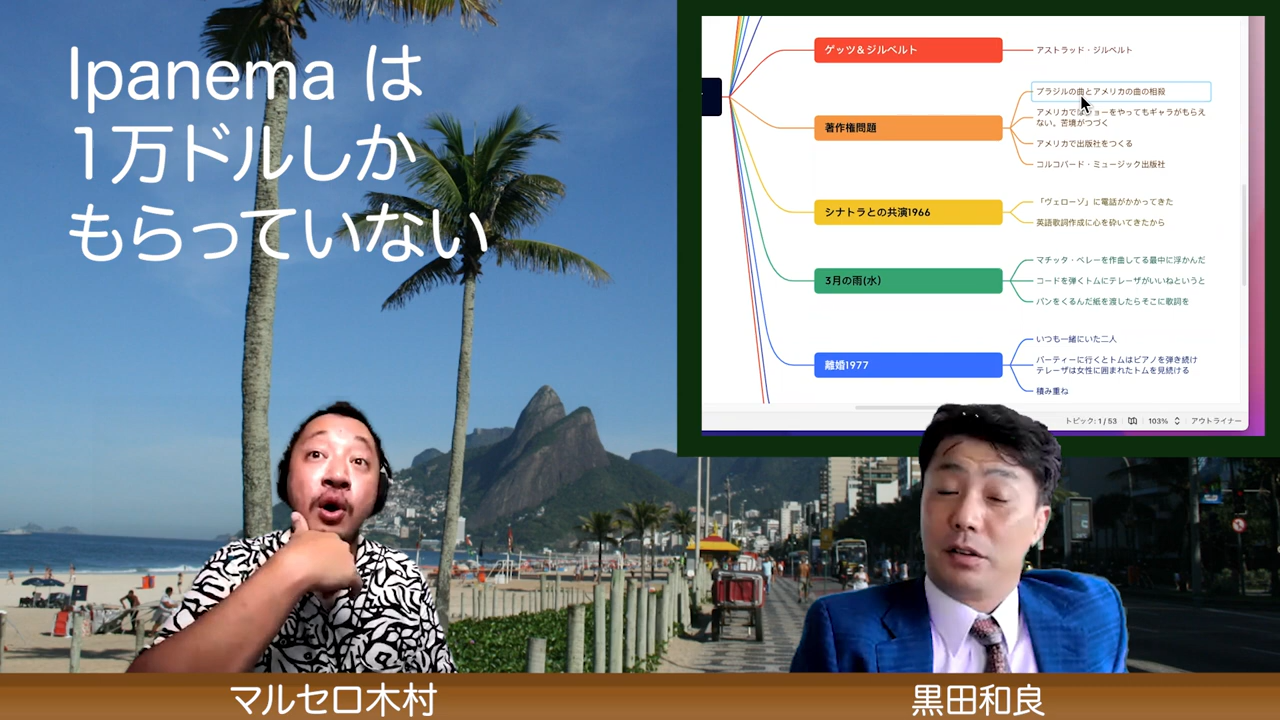 Ipanema は
1万ドルしか
もらっていない
ゲッツ＆ジルベルト
アストラッド・ジルベルト
著作権問題
ブラジルの曲とアメリカの曲の相殺
アメリカではショーをやってもギャラがもらえ
ない。苦境がつづく
アメリカで出版社をつくる
コルコバード・ミュージック出版社
シナトラとの共演1966
「ヴェローゾ」に電話がかかってきた
英語歌詞作成に心を砕いてきたから
3月の雨(水)
マチッタ・ペレーを作曲してる最中に浮かんだ
コードを弾くトムにテレーザがいいねというと
パンをくるんだ紙を渡したらそこに歌詞を
離婚1977
いつも一緒にいた二人
パーティーに行くとトムはピアノを弾き続け
テレーザは女性に囲まれたトムを見続ける
積み重ね
トピック: 1 / 53
103%
アウトライナー
マルセロ木村
黒田和良